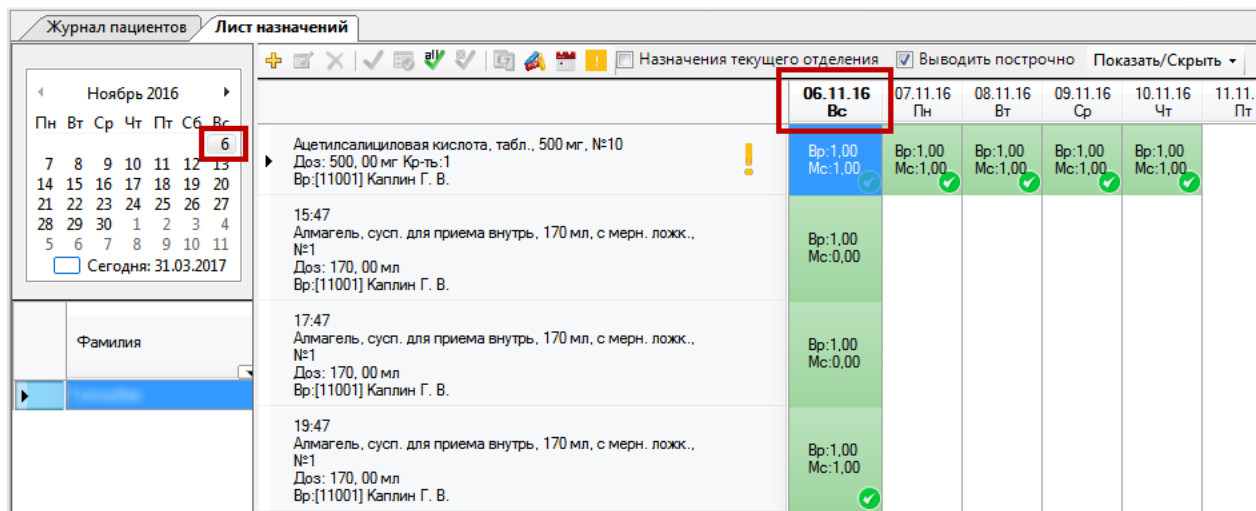 Журнал пациентов
Лист назначений
Назначения текущего отделения
Выводить построчно
Показать/Скрыть
Ноябрь 2016
Пн Вт Ср Чт Пт Сб Вс
6
7 8 9 10 11 12 13
14 15 16 17 18 19 20
21 22 23 24 25 26 27
28 29 30 1 2 3 4
5 6 7 8 9 10 11
Сегодня: 31.03.2017
Фамилия
06.11.16 07.11.16 08.11.16 09.11.16 10.11.16 11.11.
Вс Пн Вт Ср Чт Пт
Ацетилсалициловая кислота, табл., 500 мг, №10
Доз: 500, 00 мг Кр-ть:1
Вр:[11001] Каплин Г. В.
Вр:1,00 Вр:1,00 Вр:1,00 Вр:1,00 Вр:1,00
Мс:1,00 Мс:1,00 Мс:1,00 Мс:1,00 Мс:1,00
15:47
Алмагель, сусп. для приема внутрь, 170 мл, с мерн. ложк.,
№1
Доз: 170, 00 мл
Вр:[11001] Каплин Г. В.
Вр:1,00
Мс:0,00
17:47
Алмагель, сусп. для приема внутрь, 170 мл, с мерн. ложк.,
№1
Доз: 170, 00 мл
Вр:[11001] Каплин Г. В.
Вр:1,00
Мс:0,00
19:47
Алмагель, сусп. для приема внутрь, 170 мл, с мерн. ложк.,
№1
Доз: 170, 00 мл
Вр:[11001] Каплин Г. В.
Вр:1,00
Мс:1,00